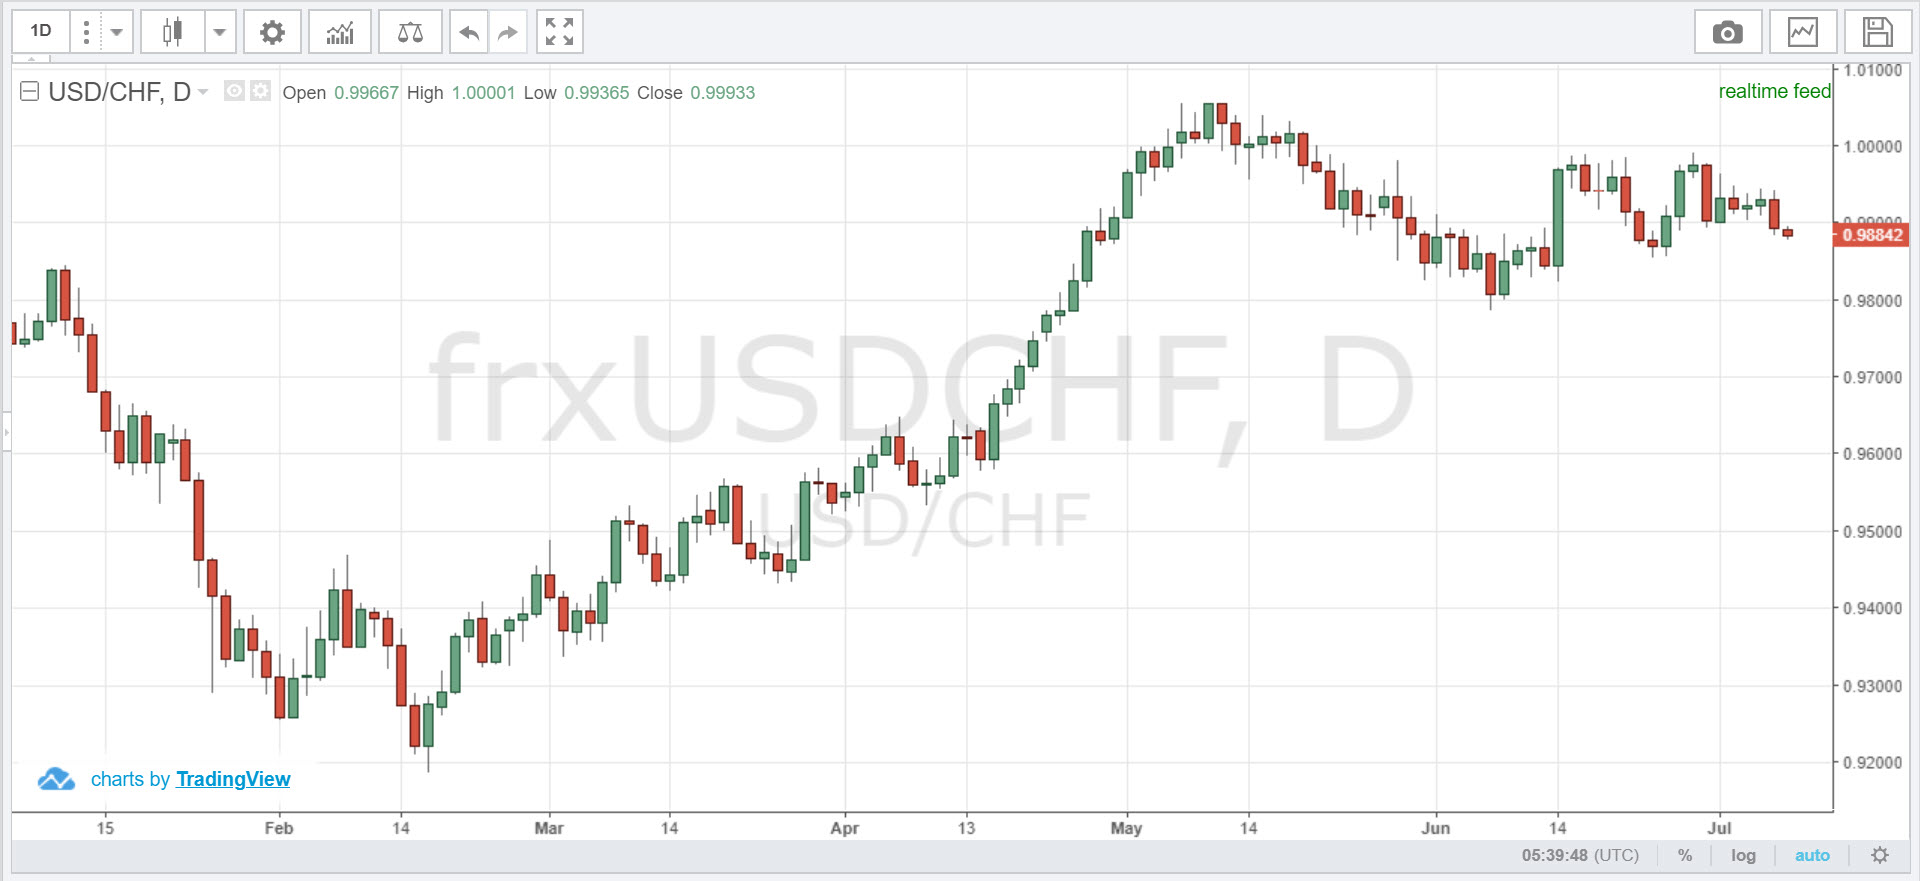 1D
USD/CHF, D Open 0.99667 High 1.00001 Low 0.99365 Close 0.99933
realtime feed
1.01000
1.00000
0.99000
0.98842
0.98000
0.97000
0.96000
0.95000
0.94000
0.93000
0.92000
frxUSDCHF, D
USD/CHF
charts by TradingView
15 Feb 14 Mar 14 Apr 13 May 14 Jun 14 Jul
05:39:48 (UTC) % log auto